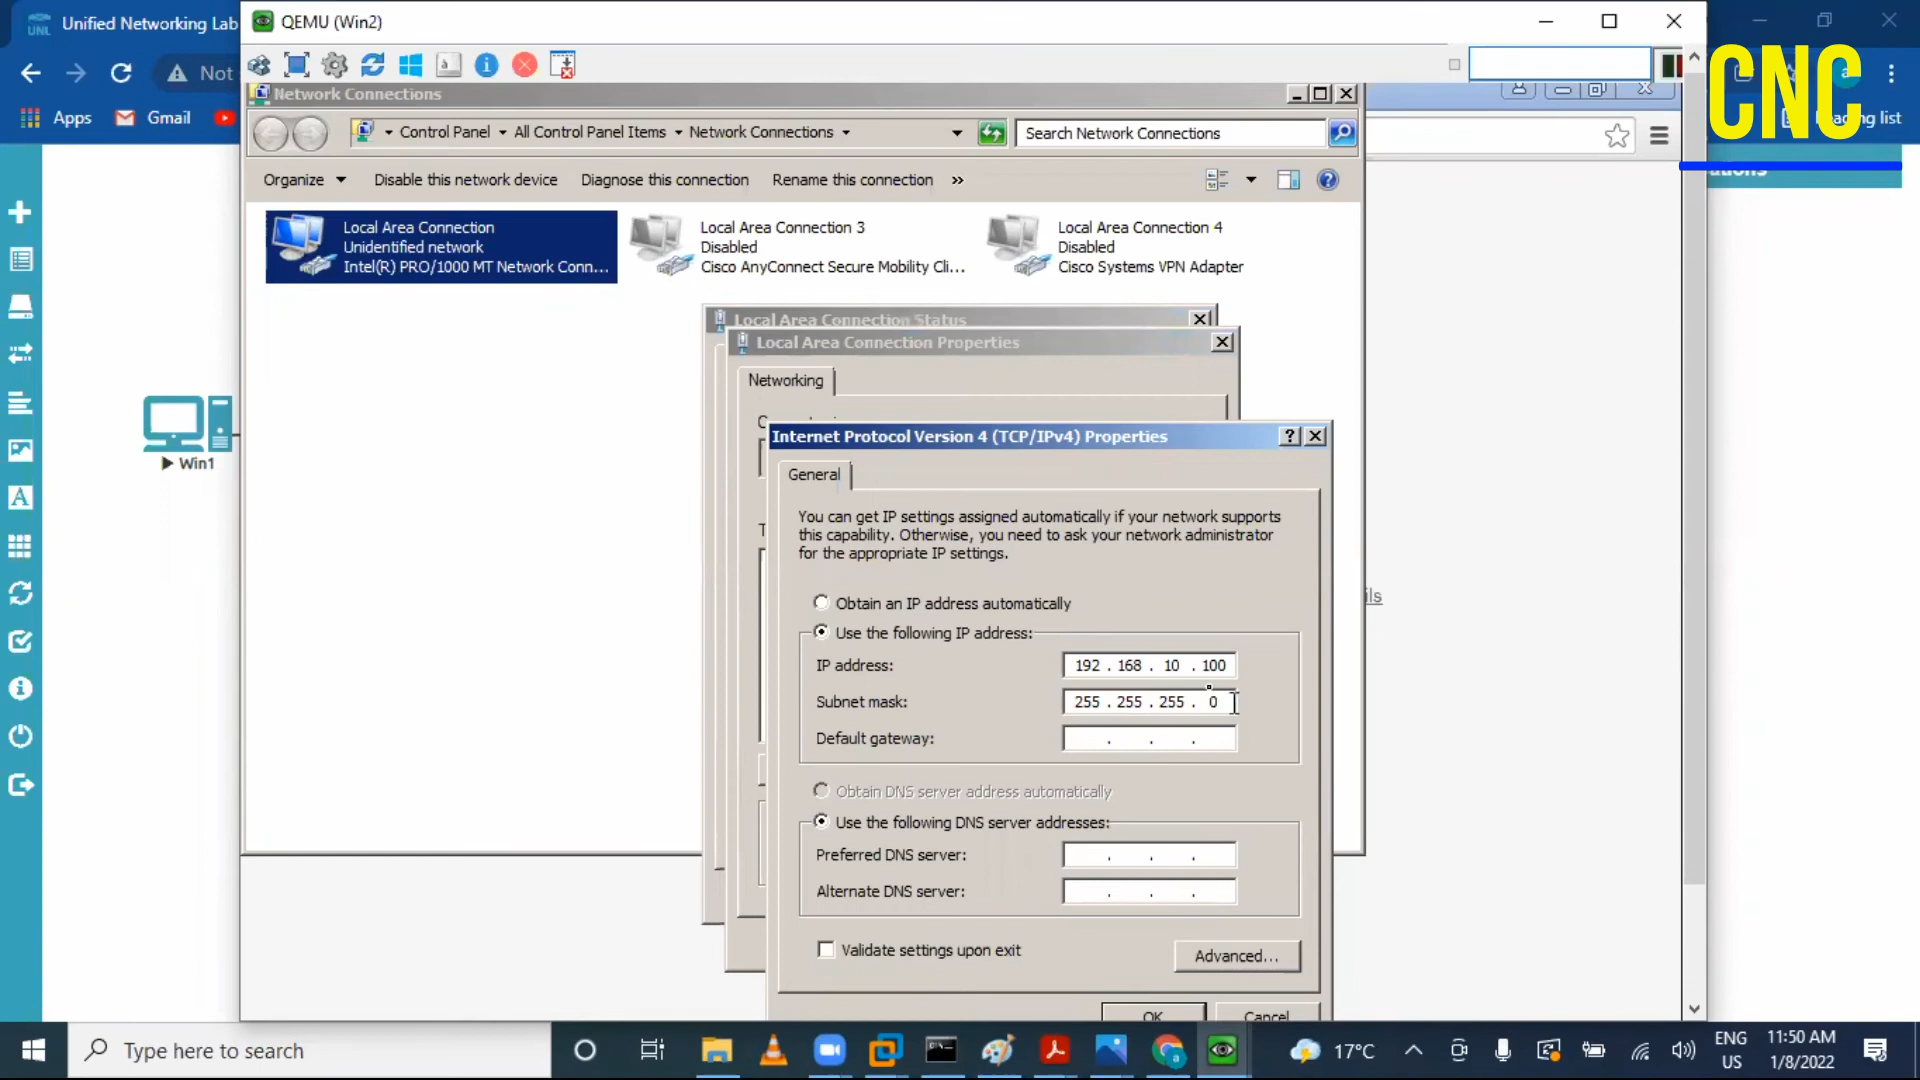 UNL
Unified Networking Lab
Not
Apps
Gmail
Reading list
CNC
QEMU (Win2)
Network Connections
Control Panel
All Control Panel Items
Network Connections
Search Network Connections
Organize
Disable this network device
Diagnose this connection
Rename this connection
»
Local Area Connection
Unidentified network
Intel(R) PRO/1000 MT Network Conn...
Local Area Connection 3
Disabled
Cisco AnyConnect Secure Mobility Cli...
Local Area Connection 4
Disabled
Cisco Systems VPN Adapter
Win1
Local Area Connection Status
Local Area Connection Properties
Networking
Internet Protocol Version 4 (TCP/IPv4) Properties
General
You can get IP settings assigned automatically if your network supports
this capability. Otherwise, you need to ask your network administrator
for the appropriate IP settings.
Obtain an IP address automatically
Use the following IP address:
IP address:
192 . 168 . 10 . 100
Subnet mask:
255 . 255 . 255 . 0
Default gateway:
. . .
Obtain DNS server address automatically
Use the following DNS server addresses:
Preferred DNS server:
. . .
Alternate DNS server:
. . .
Validate settings upon exit
Advanced...
OK
Cancel
ils
Type here to search
17°C
ENG
US
11:50 AM
1/8/2022